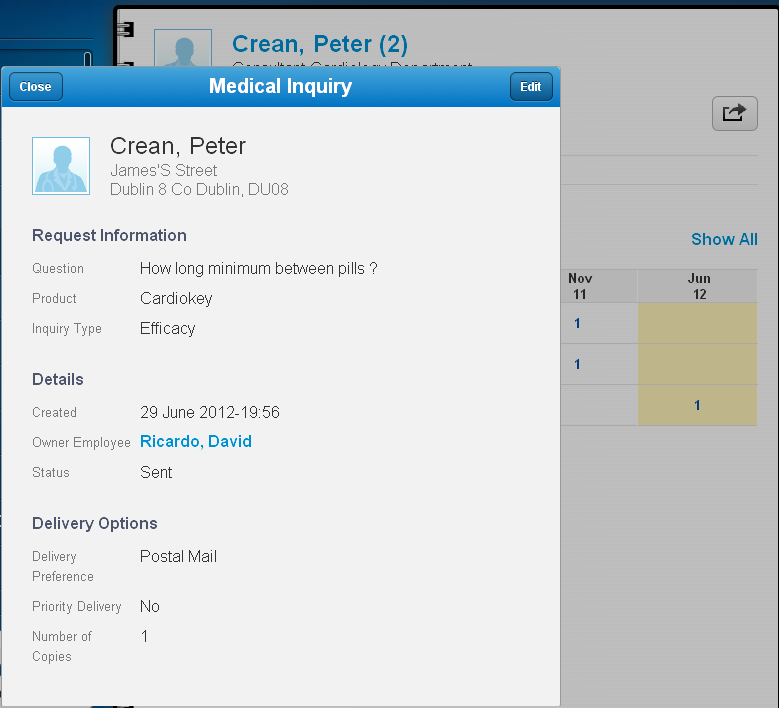 Crean, Peter (2)
Consultant Cardiology Department
Close
Medical Inquiry
Edit
Crean, Peter
James'S Street
Dublin 8 Co Dublin, DU08
Request Information
Question How long minimum between pills ?
Product Cardiokey
Inquiry Type Efficacy
Details
Created 29 June 2012-19:56
Owner Employee Ricardo, David
Status Sent
Delivery Options
Delivery Preference Postal Mail
Priority Delivery No
Number of Copies 1
Show All
Nov 11
Jun 12
1
1
1